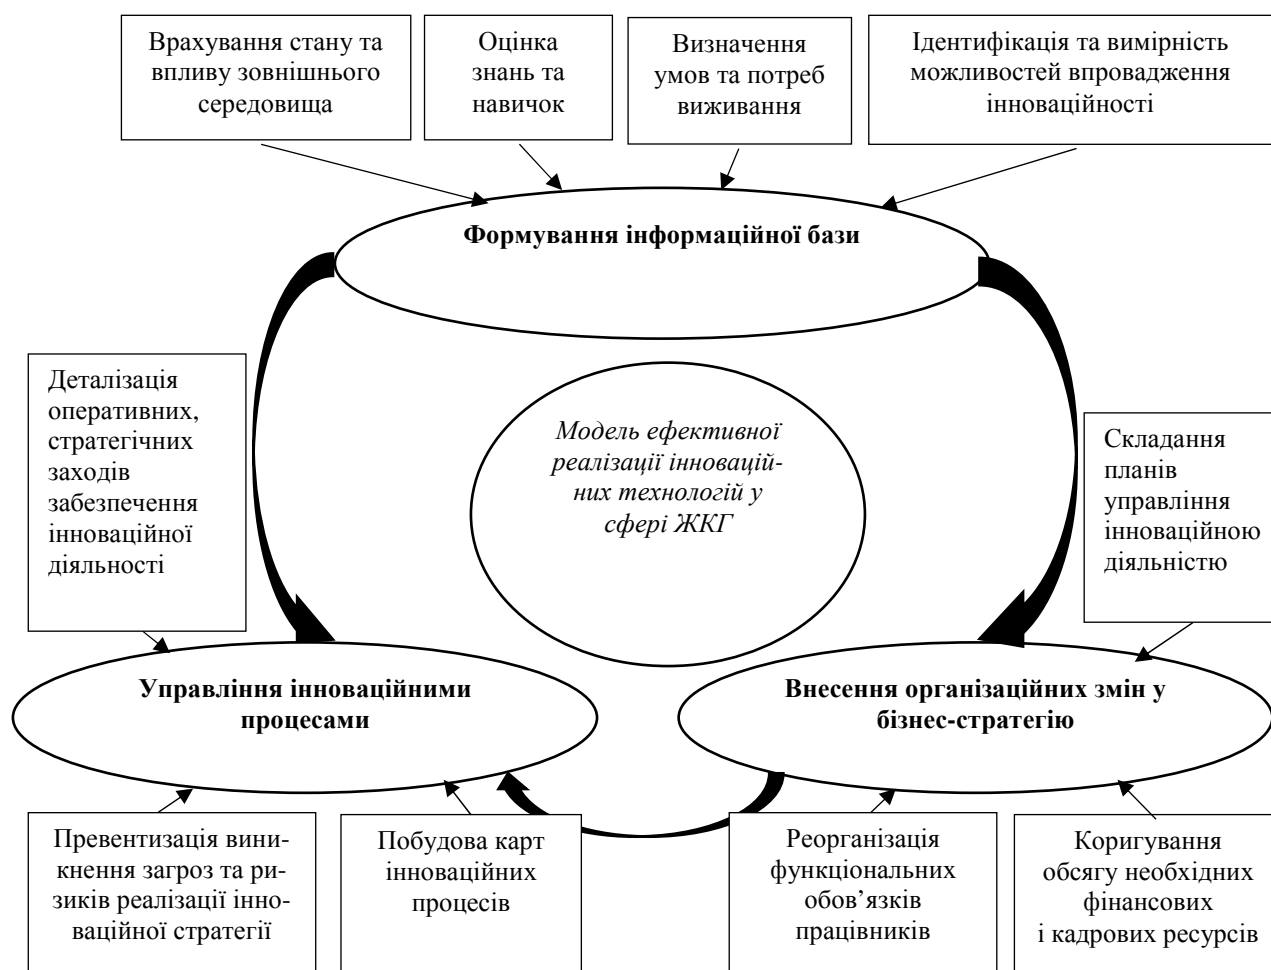 Врахування стану та
впливу зовнішнього
середовища
Оцінка
знань та
навичок
Визначення
умов та потреб
виживання
Ідентифікація та вимірність
можливостей впровадження
інноваційності
Формування інформаційної бази
Деталізація
оперативних,
стратегічних
заходів
забезпечення
інноваційної
діяльності
Модель ефективної
реалізації інновацій-
них технологій у
сфері ЖКГ
Складання
планів
управління
інноваційною
діяльністю
Управління інноваційними
процесами
Внесення організаційних змін у
бізнес-стратегію
Превентизація вини-
кнення загроз та ри-
зиків реалізації інно-
ваційної стратегії
Побудова карт
інноваційних
процесів
Реорганізація
функціональних
обов’язків
працівників
Коригування
обсягу необхідних
фінансових
і кадрових ресурсів